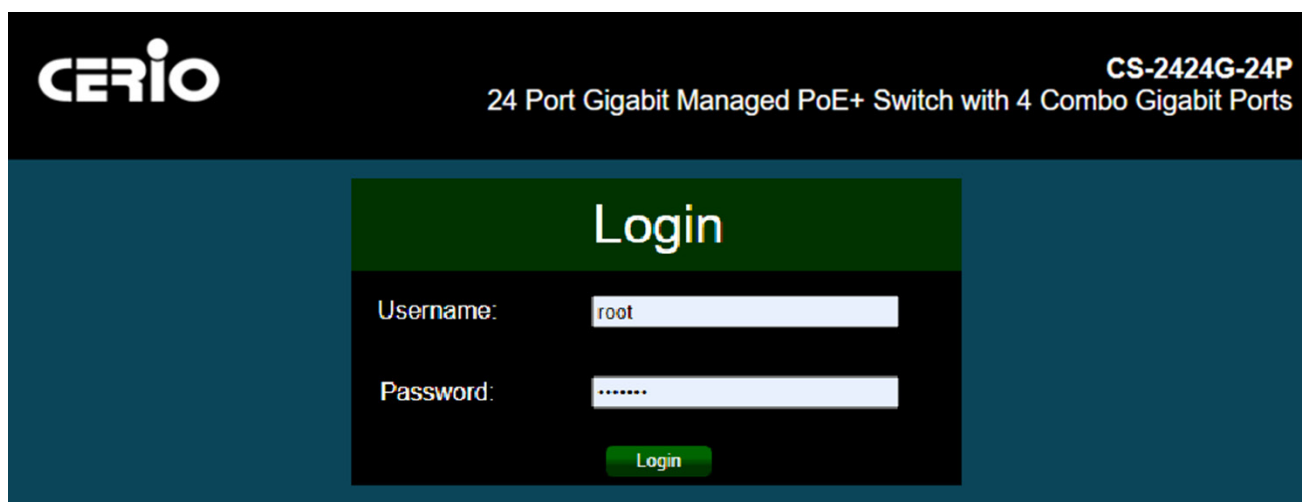 CERIO
CS-2424G-24P
24 Port Gigabit Managed PoE+ Switch with 4 Combo Gigabit Ports
Login
Username: root
Password: •••••••
Login